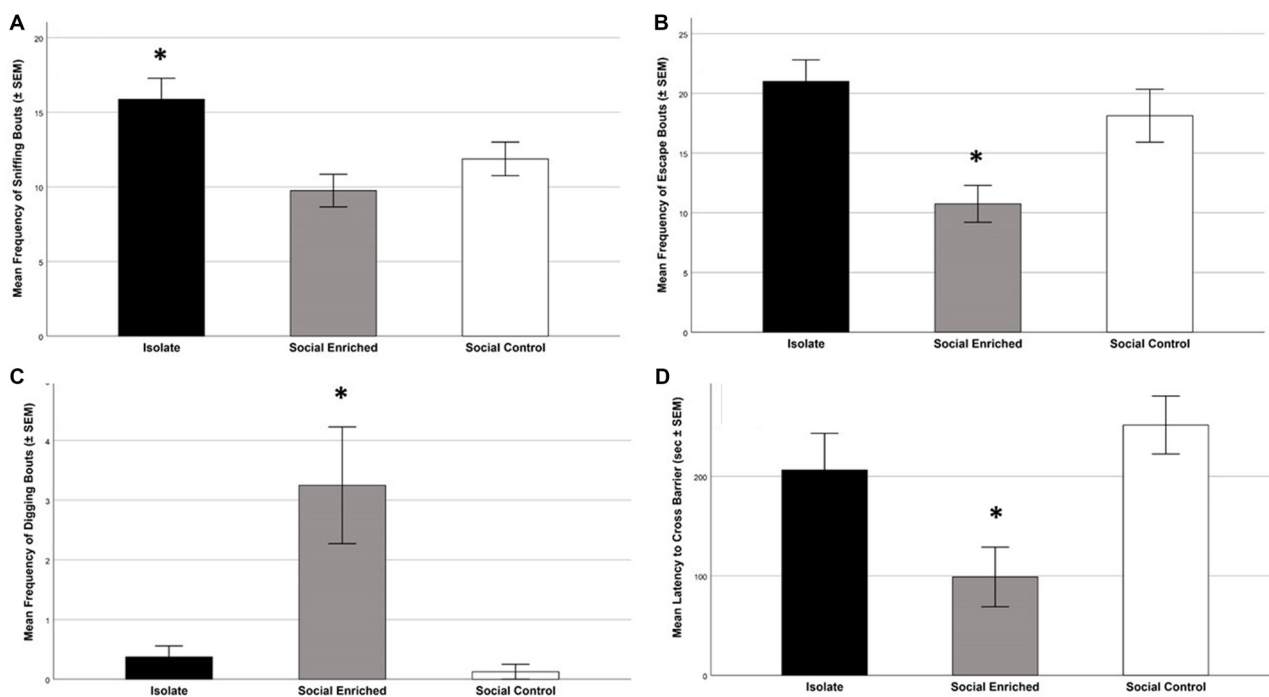 A
Mean Frequency of Sniffing Bouts (± SEM)
20
15
10
5
0
*
Isolate
Social Enriched
Social Control
B
Mean Frequency of Escape Bouts (± SEM)
25
20
15
10
5
0
*
Isolate
Social Enriched
Social Control
C
Mean Frequency of Digging Bouts (± SEM)
4
3
2
1
0
*
Isolate
Social Enriched
Social Control
D
Mean Latency to Cross Barrier (sec ± SEM)
200
100
0
*
Isolate
Social Enriched
Social Control